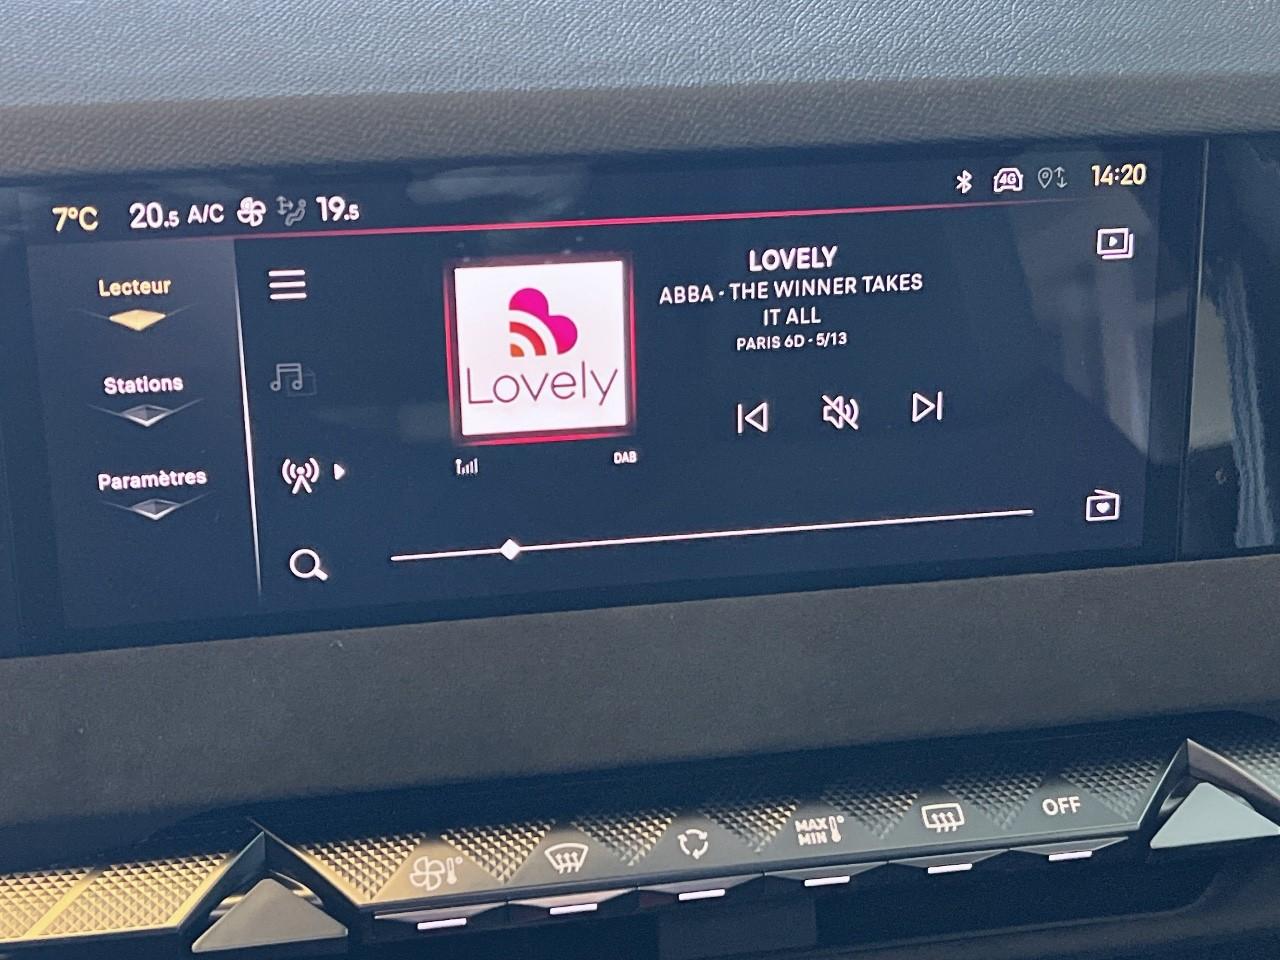 7°C 20.5 A/C 19.5 4G 14:20
Lecteur
Stations
Paramètres
Lovely
DAB
LOVELY
ABBA - THE WINNER TAKES
IT ALL
PARIS 6D - 5/13
MAX
MIN
OFF